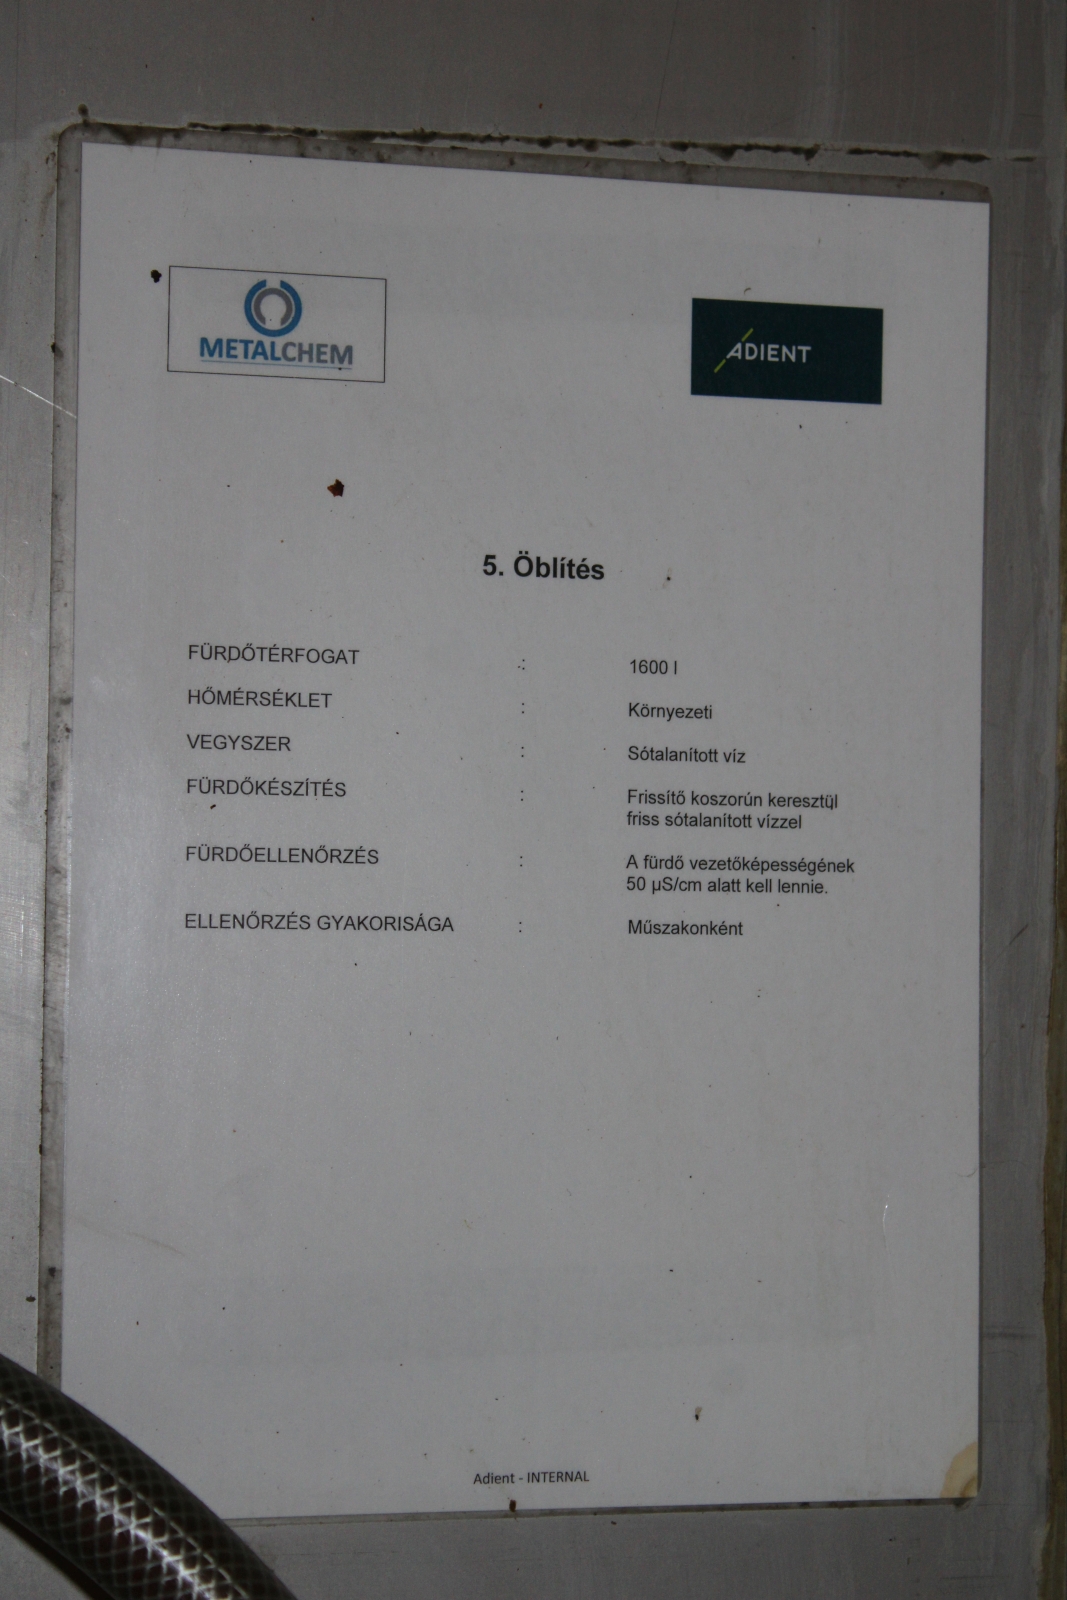 METALCHEM
ADIENT
5. Öblítés
FÜRDŐTÉRFOGAT : 1600 l
HŐMÉRSÉKLET : Környezeti
VEGYSZER : Sótalanított víz
FÜRDŐKÉSZÍTÉS : Frissítő koszorún keresztül
friss sótalanított vízzel
FÜRDŐELLENŐRZÉS : A fürdő vezetőképességének
50 µS/cm alatt kell lennie.
ELLENŐRZÉS GYAKORISÁGA : Műszakonként
Adient - INTERNAL